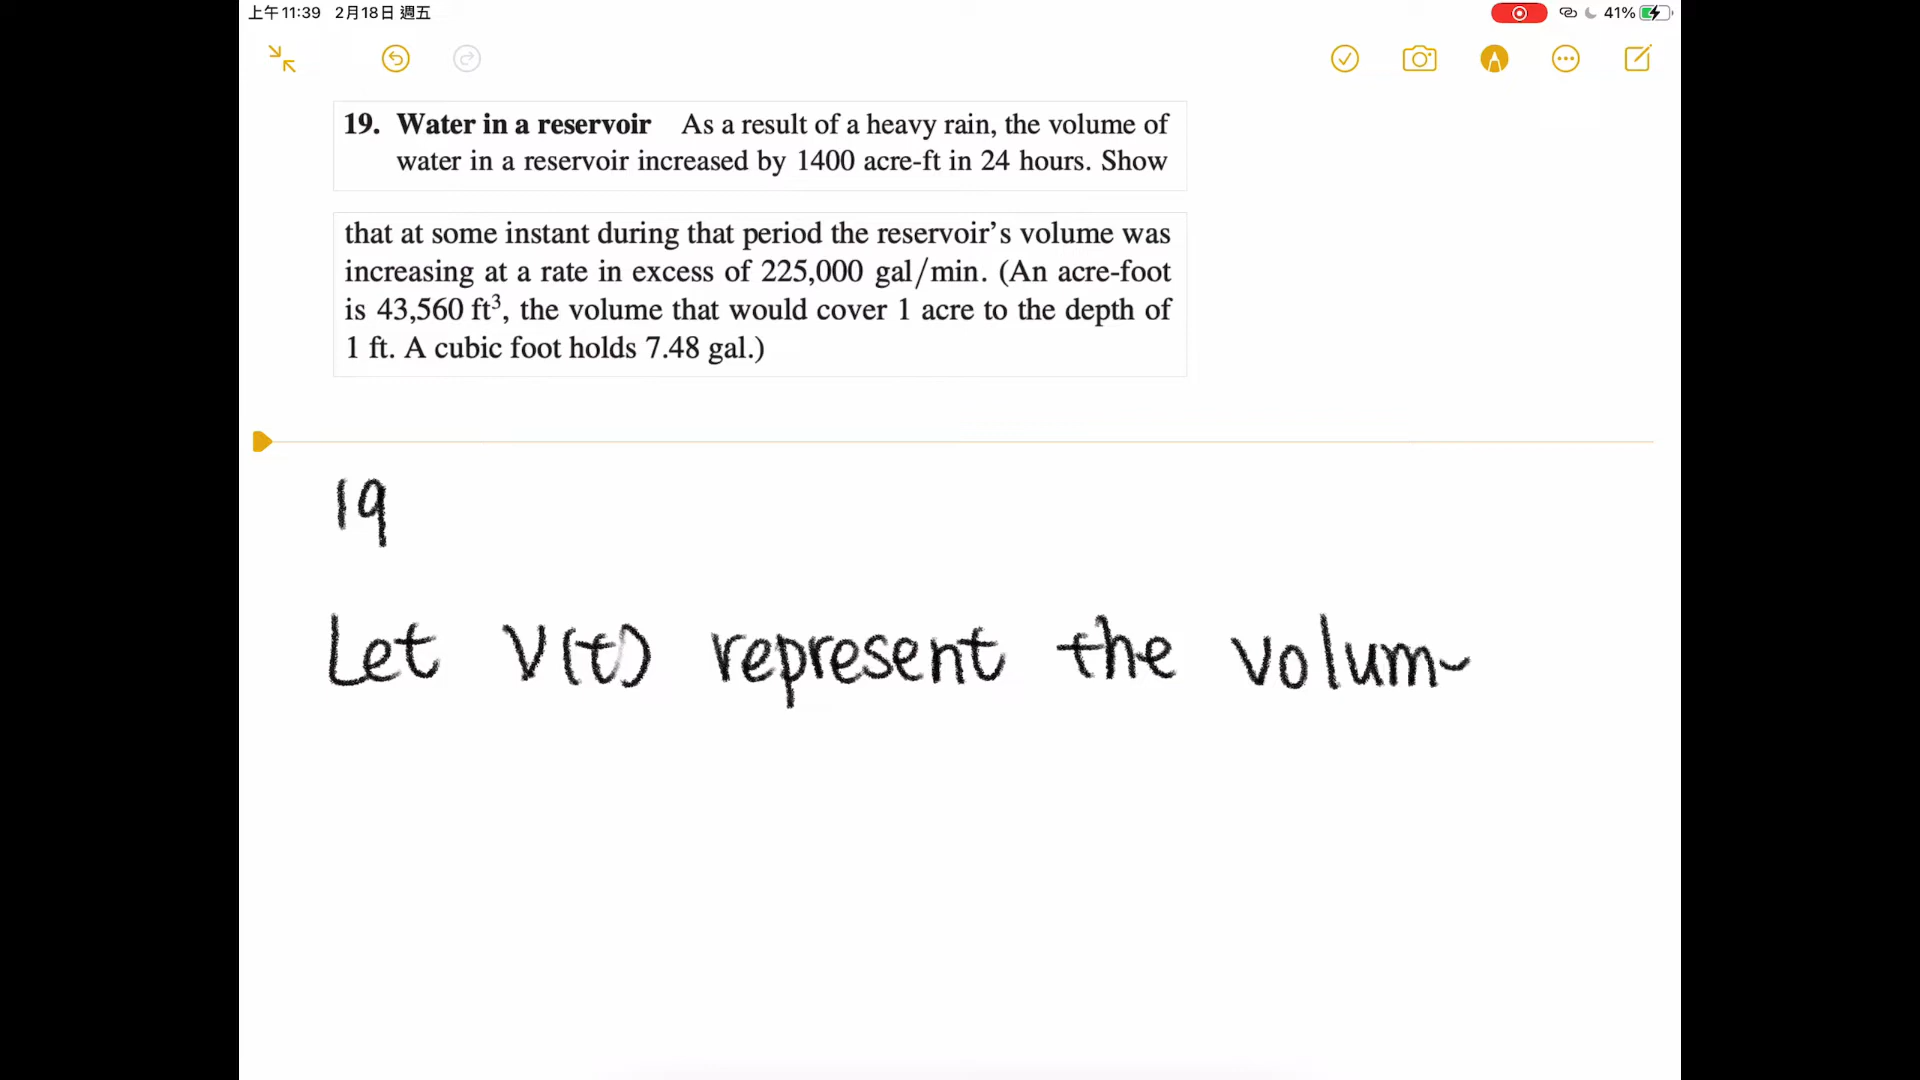 上午11:39 2月18日 週五
41%
19. Water in a reservoir As a result of a heavy rain, the volume of
water in a reservoir increased by 1400 acre-ft in 24 hours. Show
that at some instant during that period the reservoir’s volume was
increasing at a rate in excess of 225,000 gal/min. (An acre-foot
is 43,560 ft³, the volume that would cover 1 acre to the depth of
1 ft. A cubic foot holds 7.48 gal.)
19
Let V(t) represent the volum